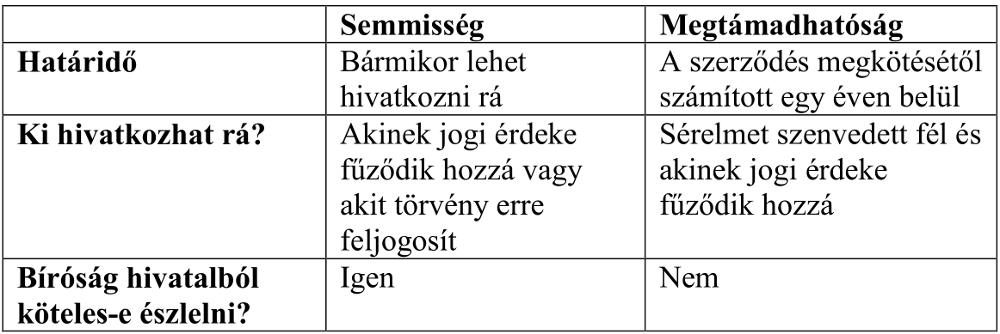 Semmisség Megtámadhatóság
Határidő Bármikor lehet A szerződés megkötésétől
hivatkozni rá számított egy éven belül
Ki hivatkozhat rá? Akinek jogi érdeke Sérelmet szenvedett fél és
fűződik hozzá vagy akinek jogi érdeke
akit törvény erre fűződik hozzá
feljogosít
Bíróság hivatalból Igen Nem
köteles-e észlelni?